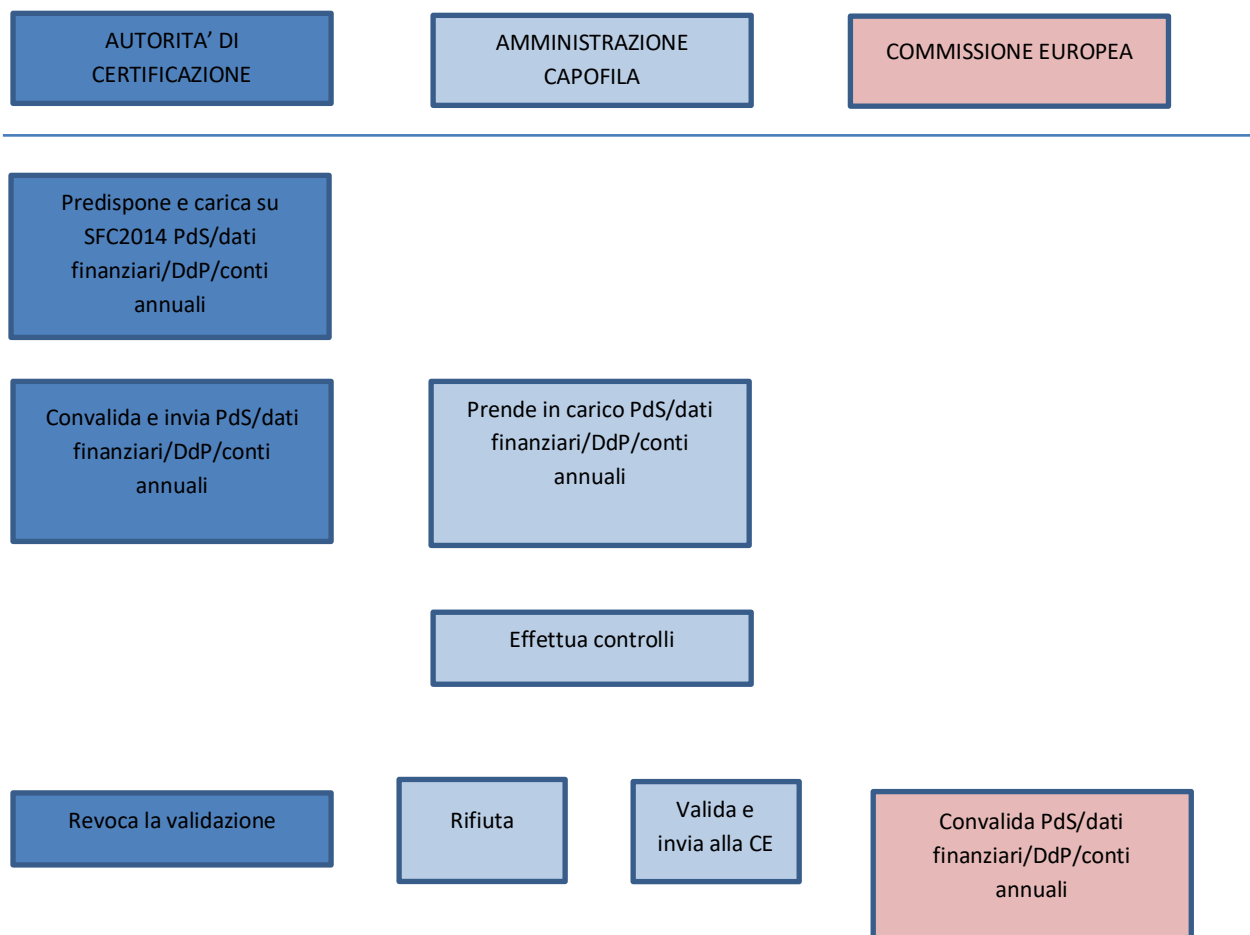 AUTORITA’ DI
CERTIFICAZIONE
AMMINISTRAZIONE
CAPOFILA
COMMISSIONE EUROPEA
Predispone e carica su
SFC2014 PdS/dati
finanziari/DdP/conti
annuali
Convalida e invia PdS/dati
finanziari/DdP/conti
annuali
Prende in carico PdS/dati
finanziari/DdP/conti
annuali
Effettua controlli
Revoca la validazione
Rifiuta
Valida e
invia alla CE
Convalida PdS/dati
finanziari/DdP/conti
annuali